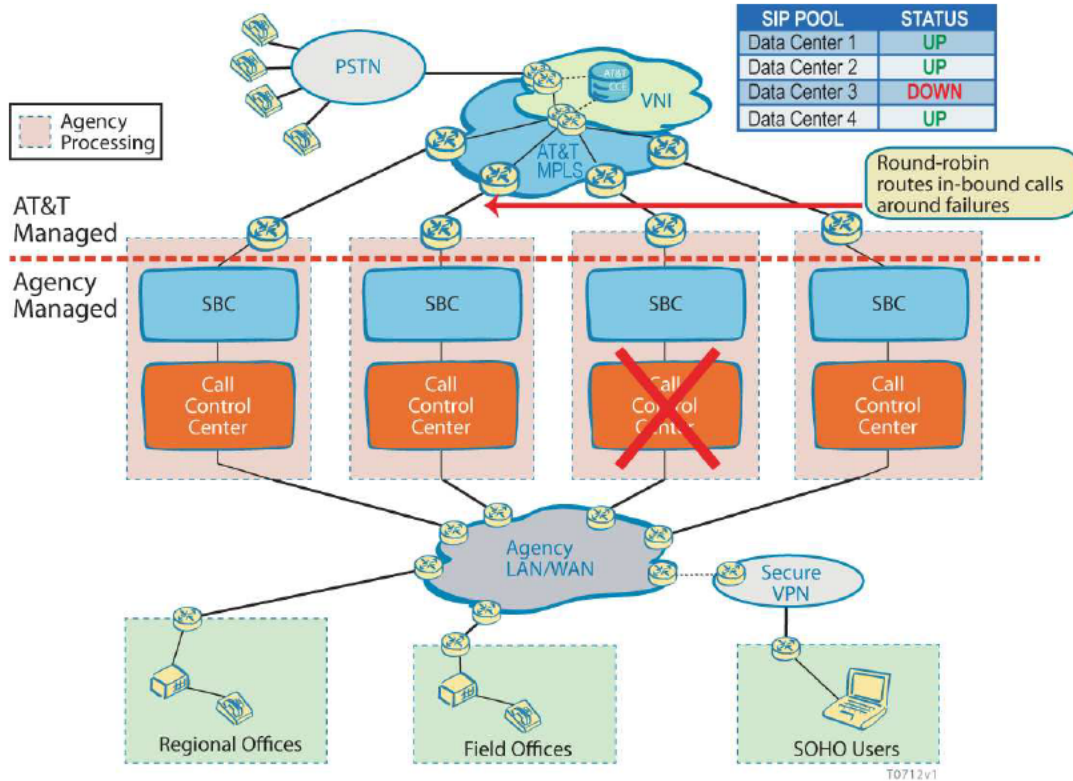 SIP POOL STATUS
Data Center 1 UP
Data Center 2 UP
Data Center 3 DOWN
Data Center 4 UP
PSTN
AT&T
CCE
VNI
Agency
Processing
AT&T
MPLS
Round-robin
routes in-bound calls
around failures
AT&T
Managed
Agency
Managed
SBC
SBC
SBC
SBC
Call
Control
Center
Call
Control
Center
Call
Control
Center
Call
Control
Center
Agency
LAN/WAN
Secure
VPN
Regional Offices
Field Offices
SOHO Users
T0712v1